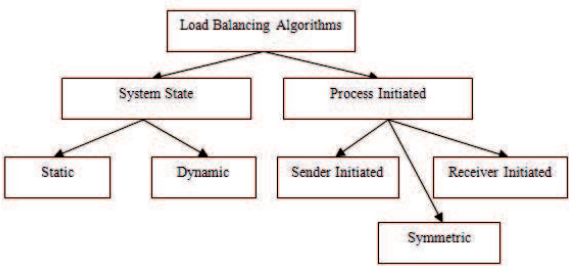 Load Balancing Algorithms
System State
Process Initiated
Static
Dynamic
Sender Initiated
Receiver Initiated
Symmetric